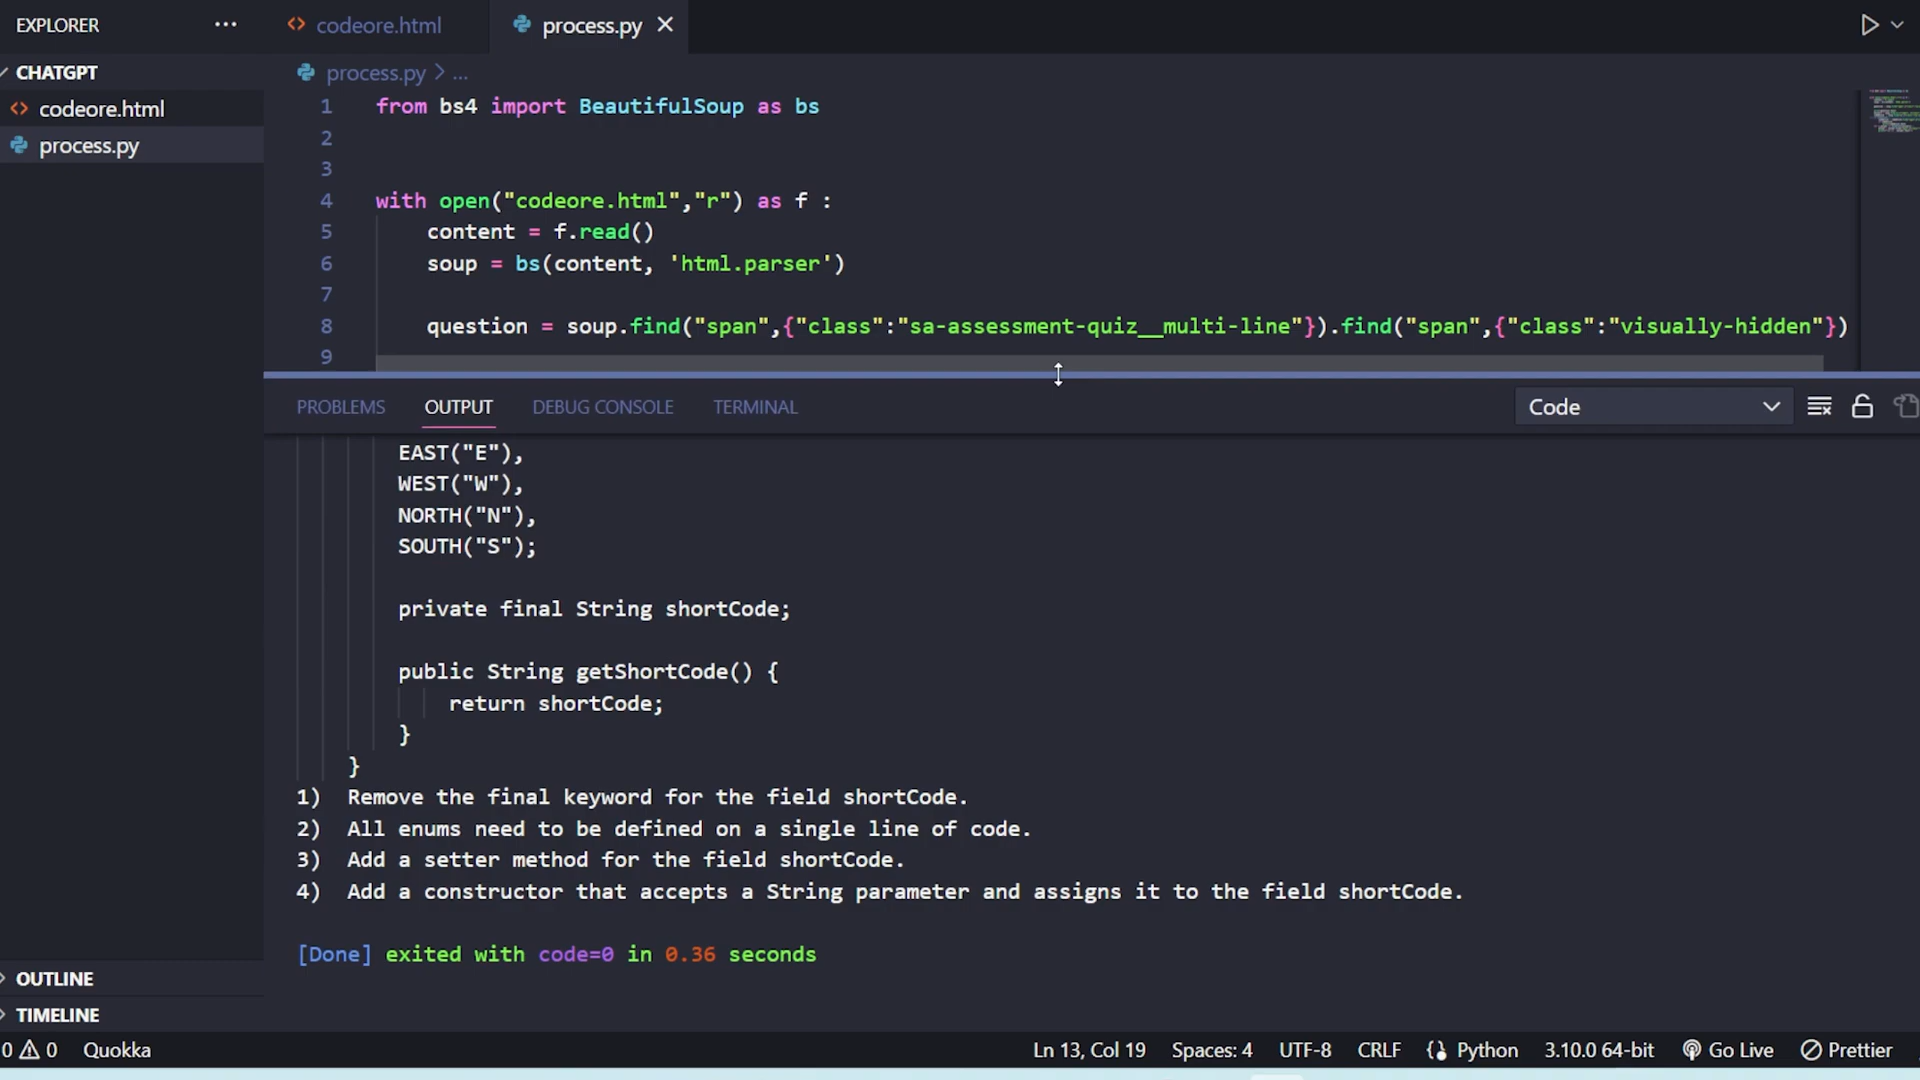 EXPLORER
codeore.html
process.py
CHATGPT
codeore.html
process.py
process.py > ...
1 from bs4 import BeautifulSoup as bs
2
3
4 with open("codeore.html","r") as f :
5 content = f.read()
6 soup = bs(content, 'html.parser')
7
8 question = soup.find("span",{"class":"sa-assessment-quiz__multi-line"}).find("span",{"class":"visually-hidden"})
9
PROBLEMS OUTPUT DEBUG CONSOLE TERMINAL Code
EAST("E"),
WEST("W"),
NORTH("N"),
SOUTH("S");
private final String shortCode;
public String getShortCode() {
return shortCode;
}
}
1) Remove the final keyword for the field shortCode.
2) All enums need to be defined on a single line of code.
3) Add a setter method for the field shortCode.
4) Add a constructor that accepts a String parameter and assigns it to the field shortCode.
[Done] exited with code=0 in 0.36 seconds
OUTLINE
TIMELINE
0 0 Quokka Ln 13, Col 19 Spaces: 4 UTF-8 CRLF Python 3.10.0 64-bit Go Live Prettier